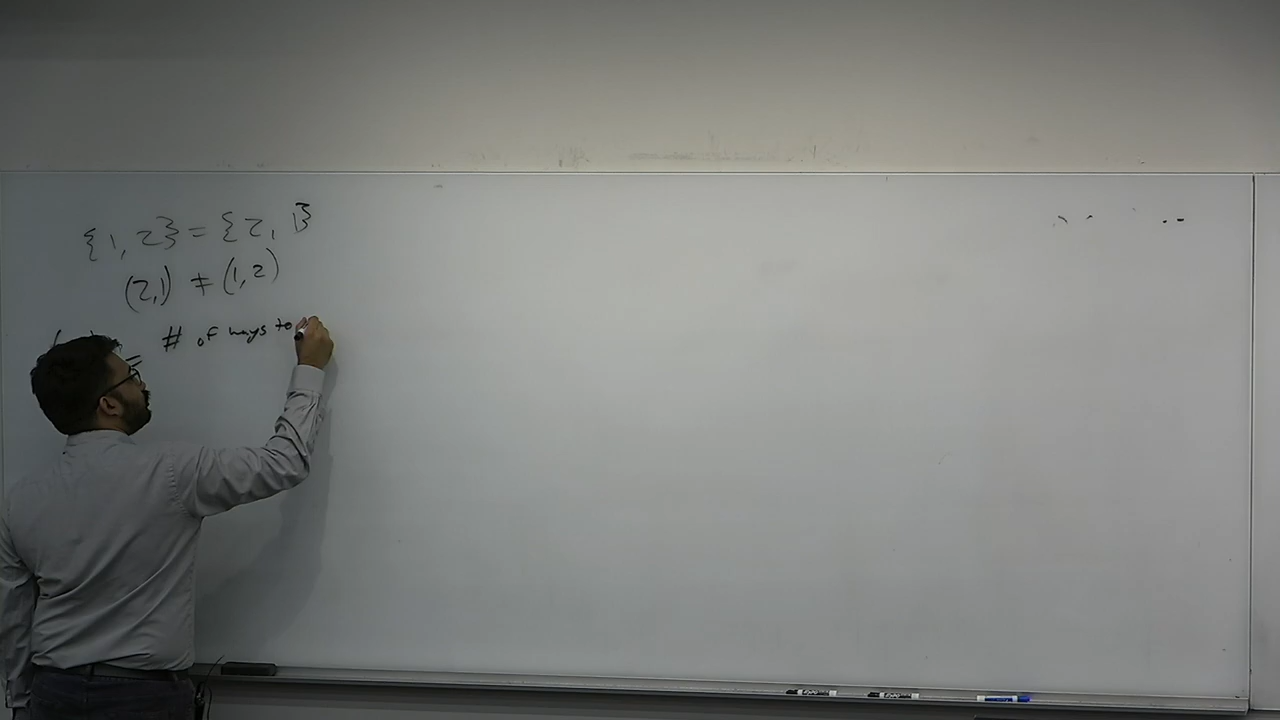 {1, 2} = {2, 1}
(2,1) ≠ (1,2)
= # of ways to